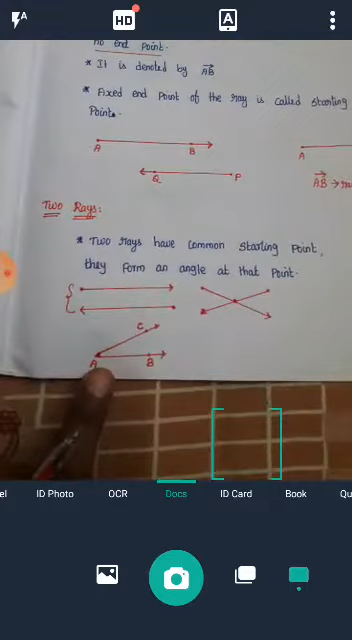 A
HD
A
no end point.
* It is denoted by AB
* Fixed end point of the ray is called starting
point.
A B
Q P
A
AB →
Two Rays:
* Two rays have common starting point,
they form an angle at that point.
C
A B
el ID Photo OCR Docs ID Card Book Qu